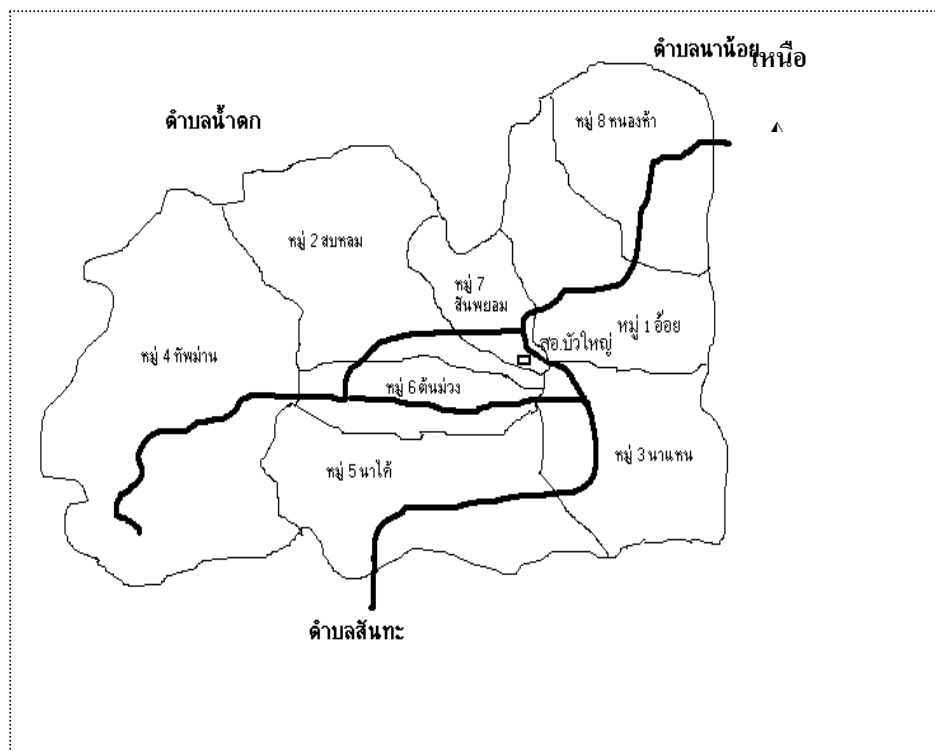 ตำบลนาน้อย
เหนือ
ตำบลน้ำตก
หมู่ 8 หนองห้า
หมู่ 2 สบหลม
หมู่ 7
สันพยอม
หมู่ 1 อ้อย
สอ.บัวใหญ่
หมู่ 4 ทัพม่าน
หมู่ 6 ต้นม่วง
หมู่ 3 นาแหน
หมู่ 5 นาไค้
ตำบลสันทะ